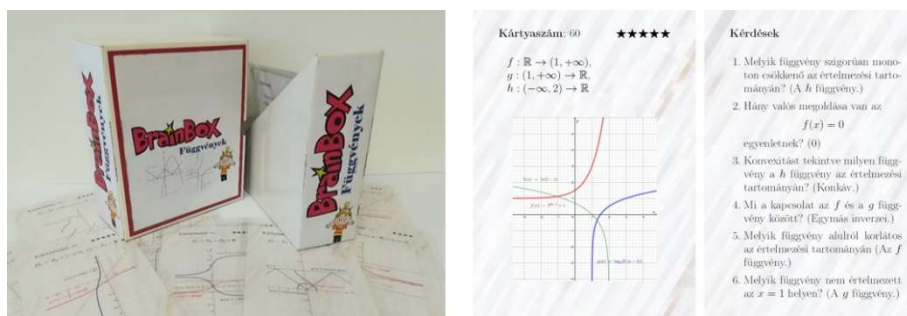 BrainBox
Függvények
BrainBox
Függvények
BrainBox
Függvények
Kártyaszám: 60 ★★★★★
f : ℝ → (1, +∞),
g : (1, +∞) → ℝ,
h : (−∞, 2) → ℝ
Kérdések
1. Melyik függvény szigorúan mono-
ton csökkenő az értelmezési tarto-
mányán? (A h függvény.)
2. Hány valós megoldása van az
f(x) = 0
egyenletnek? (0)
3. Konvexitást tekintve milyen függ-
vény a h függvény az értelmezési
tartományán? (Konkáv.)
4. Mi a kapcsolat az f és a g függ-
vény között? (Egymás inverzei.)
5. Melyik függvény alulról korlátos
az értelmezési tartományán (Az f
függvény.)
6. Melyik függvény nem értelmezett
az x = 1 helyen? (A g függvény.)